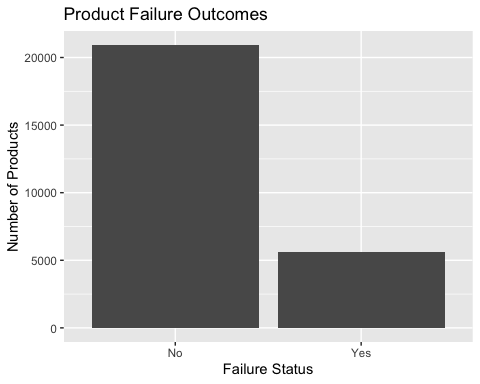 Product Failure Outcomes
Number of Products
20000
15000
10000
5000
0
No
Yes
Failure Status